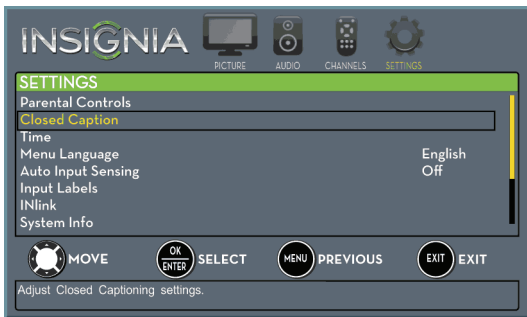 INSIGNIA
PICTURE AUDIO CHANNELS SETTINGS
SETTINGS
Parental Controls
Closed Caption
Time
Menu Language English
Auto Input Sensing Off
Input Labels
INlink
System Info
MOVE OK ENTER SELECT MENU PREVIOUS EXIT EXIT
Adjust Closed Captioning settings.